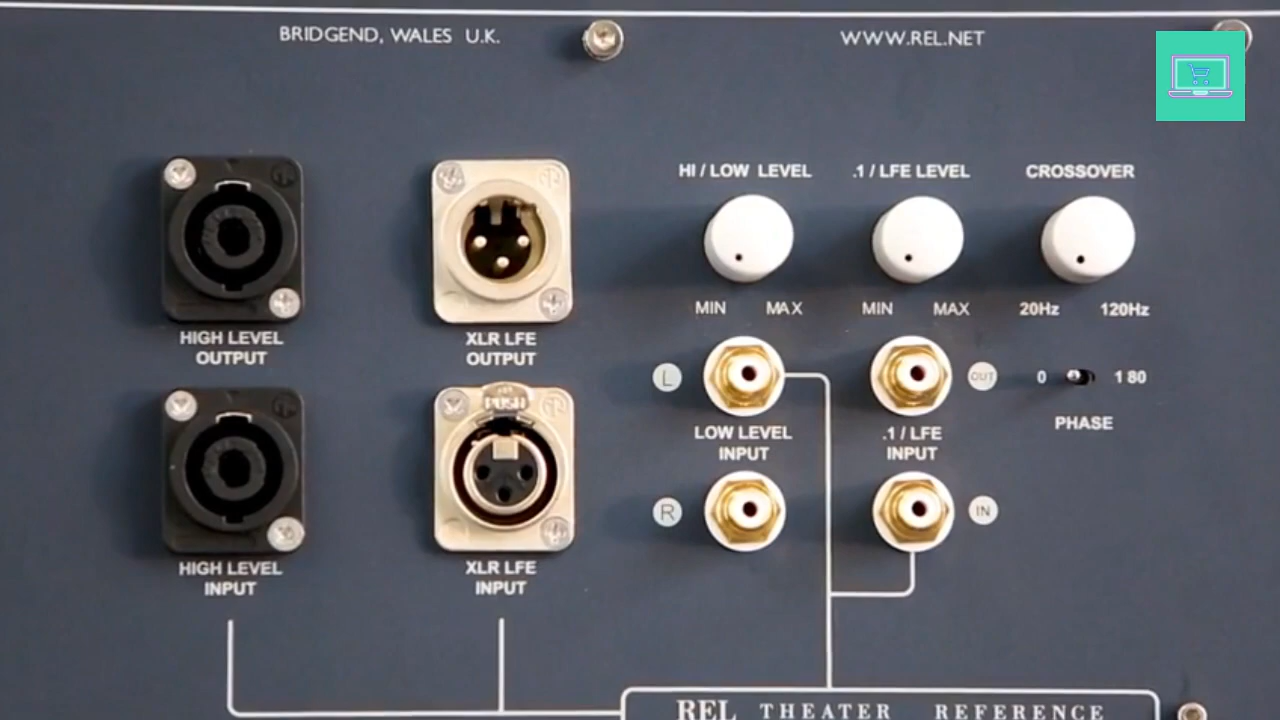 BRIDGEND, WALES U.K.
WWW.REL.NET
HI / LOW LEVEL
.1 / LFE LEVEL
CROSSOVER
MIN MAX
MIN MAX
20Hz 120Hz
HIGH LEVEL
OUTPUT
XLR LFE
OUTPUT
L
OUT
0 180
PHASE
LOW LEVEL
INPUT
.1 / LFE
INPUT
PUSH
R
IN
HIGH LEVEL
INPUT
XLR LFE
INPUT
REL THEATER REFERENCE